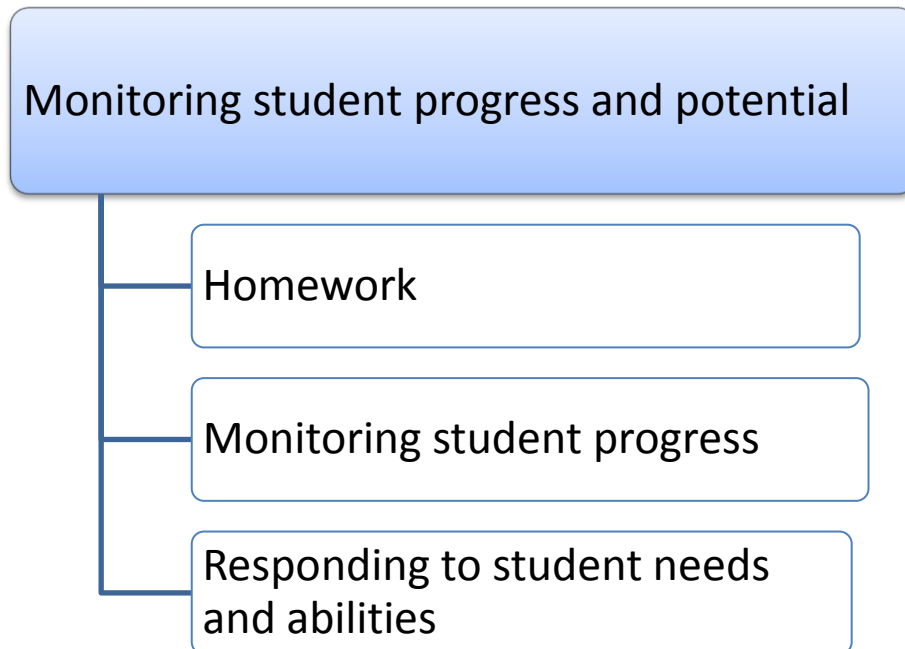 Monitoring student progress and potential
Homework
Monitoring student progress
Responding to student needs
and abilities